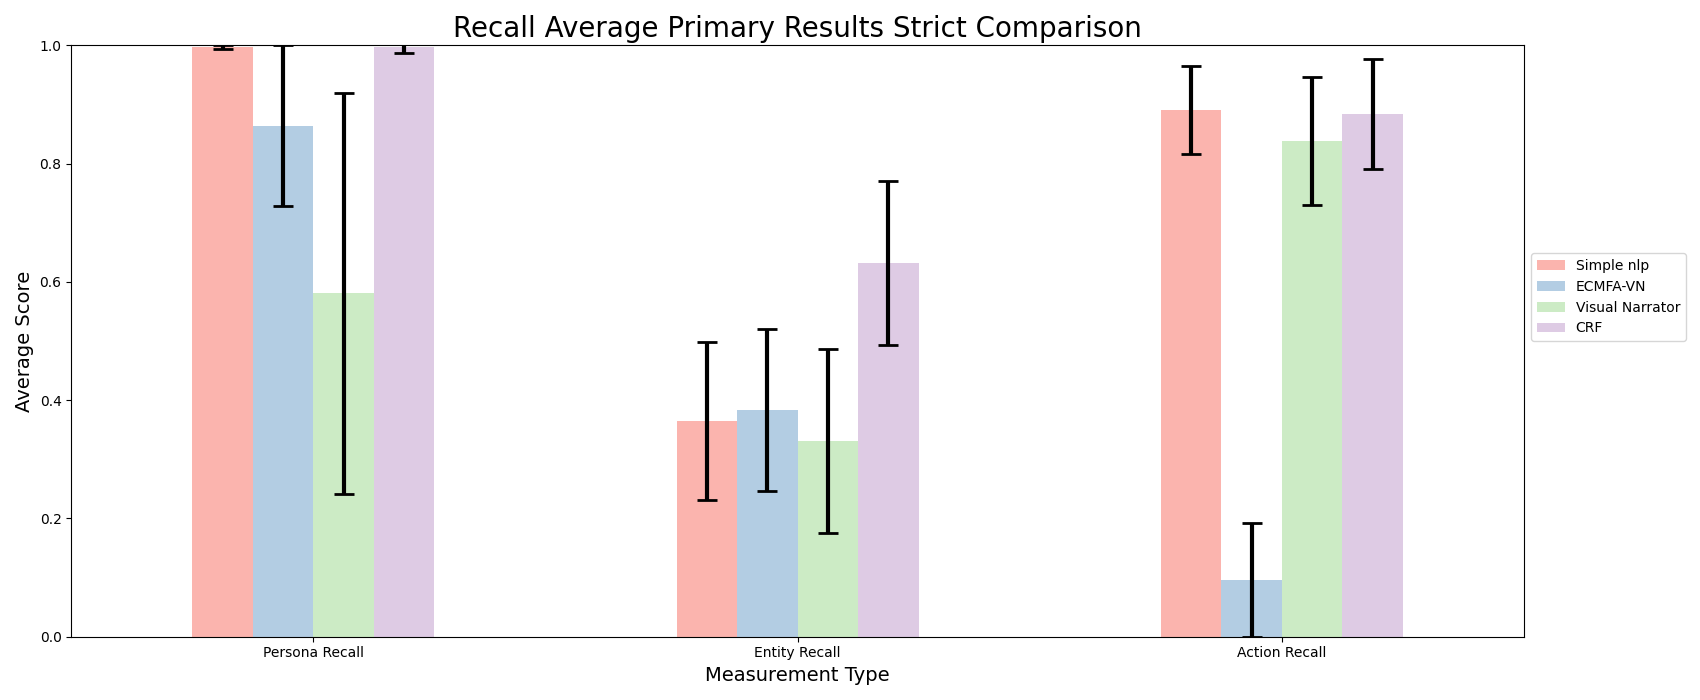 Recall Average Primary Results Strict Comparison
1.0
0.8
0.6
0.4
0.2
0.0
Average Score
Persona Recall
Entity Recall
Action Recall
Measurement Type
Simple nlp
ECMFA-VN
Visual Narrator
CRF